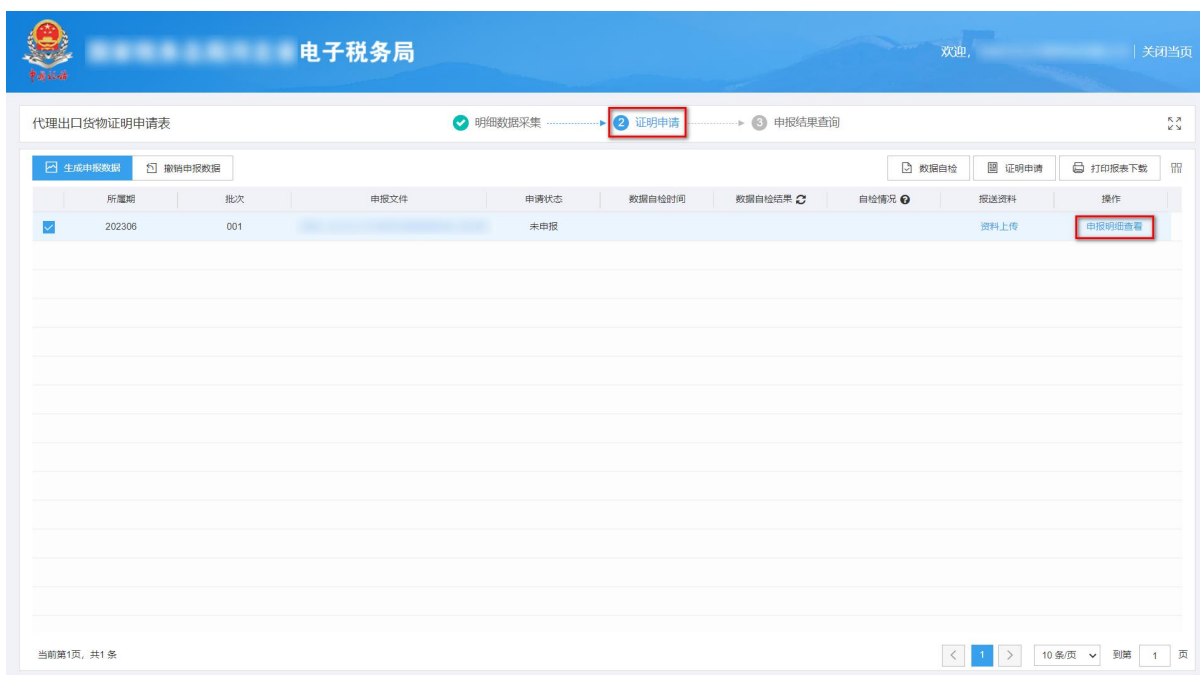 电子税务局
欢迎, | 关闭当页
代理出口货物证明申请表 明细数据采集 2 证明申请 3 申报结果查询
生成申报数据 撤销申报数据 数据自检 证明申请 打印报表下载
所属期 批次 申报文件 申请状态 数据自检时间 数据自检结果 自检情况 报送资料 操作
202306 001 未申报 资料上传 申报明细查看
当前第1页, 共1条 < 1 > 10条/页 到第 1 页